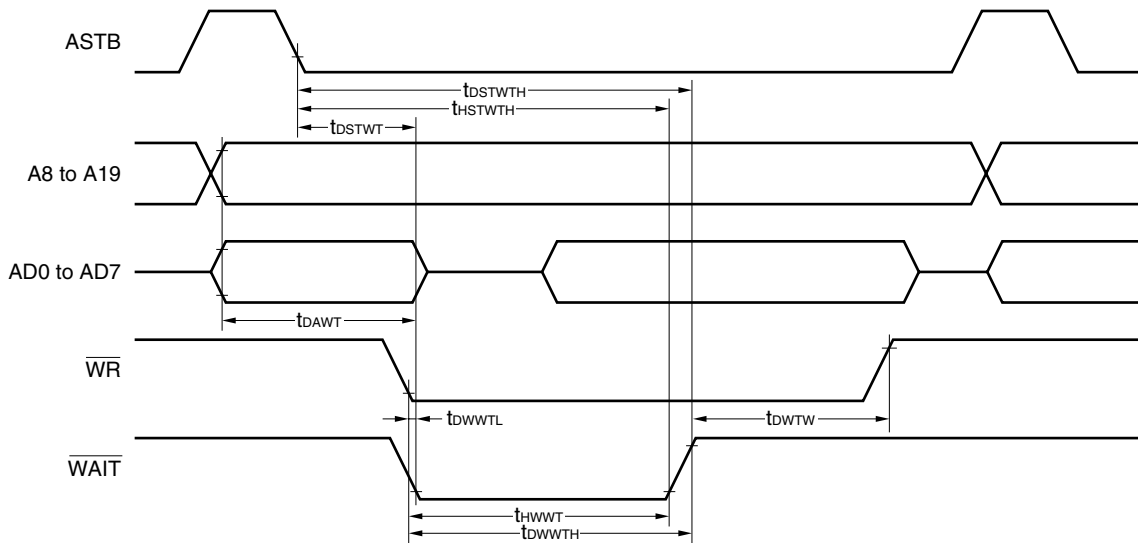 ASTB
tDSTWTH
tHSTWTH
tDSTWT
A8 to A19
AD0 to AD7
tDAWT
WR
tDWWTL
tDWTW
WAIT
tHWWT
tDWWTH